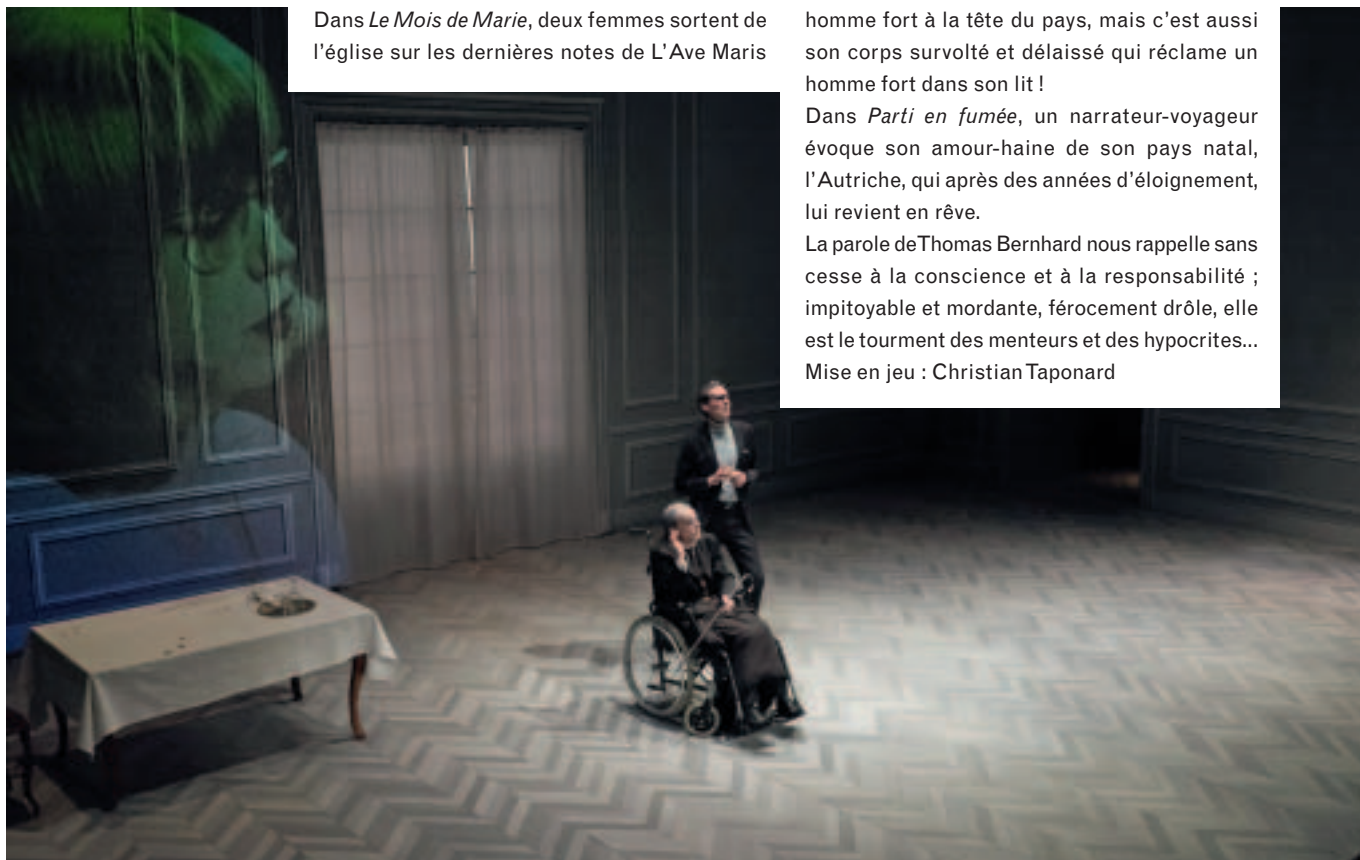 Dans Le Mois de Marie, deux femmes sortent de
l'église sur les dernières notes de L'Ave Maris
homme fort à la tête du pays, mais c'est aussi
son corps survolté et délaissé qui réclame un
homme fort dans son lit !
Dans Parti en fumée, un narrateur-voyageur
évoque son amour-haine de son pays natal,
l'Autriche, qui après des années d'éloignement,
lui revient en rêve.
La parole deThomas Bernhard nous rappelle sans
cesse à la conscience et à la responsabilité ;
impitoyable et mordante, férocement drôle, elle
est le tourment des menteurs et des hypocrites...
Mise en jeu : Christian Taponard